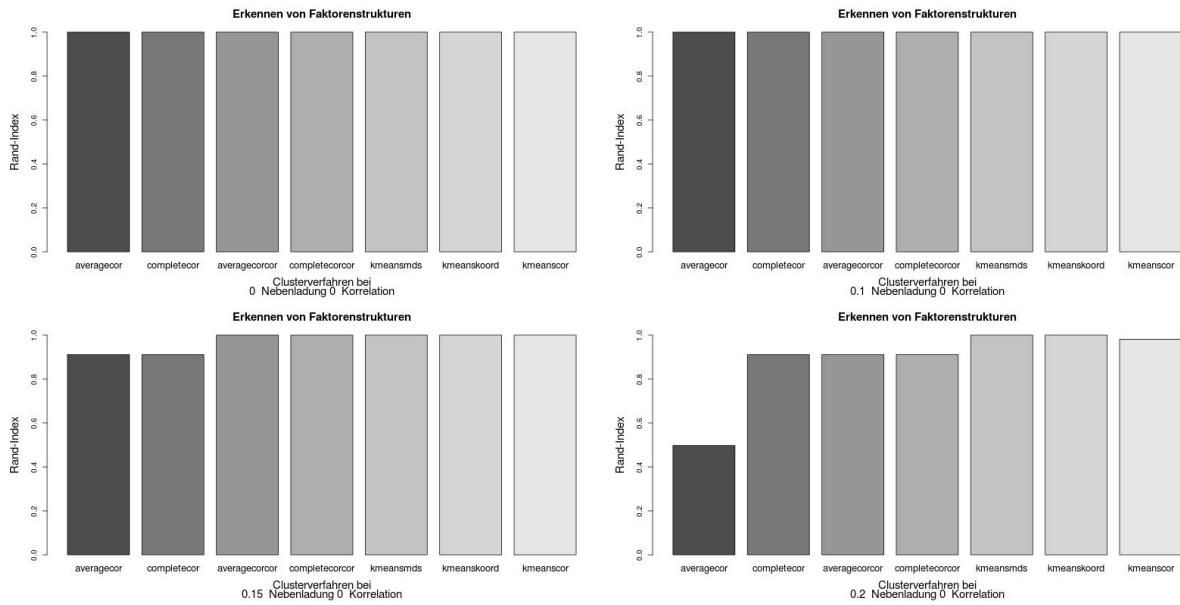 Erkennen von Faktorenstrukturen
Rand-Index
1.0
0.8
0.6
0.4
0.2
0.0
averagecor completecor averagecorcor completecorcor kmeansmds kmeanskoord kmeanscor
Clusterverfahren bei
0 Nebenladung 0 Korrelation
Erkennen von Faktorenstrukturen
Rand-Index
1.0
0.8
0.6
0.4
0.2
0.0
averagecor completecor averagecorcor completecorcor kmeansmds kmeanskoord kmeanscor
Clusterverfahren bei
0.1 Nebenladung 0 Korrelation
Erkennen von Faktorenstrukturen
Rand-Index
1.0
0.8
0.6
0.4
0.2
0.0
averagecor completecor averagecorcor completecorcor kmeansmds kmeanskoord kmeanscor
Clusterverfahren bei
0.15 Nebenladung 0 Korrelation
Erkennen von Faktorenstrukturen
Rand-Index
1.0
0.8
0.6
0.4
0.2
0.0
averagecor completecor averagecorcor completecorcor kmeansmds kmeanskoord kmeanscor
Clusterverfahren bei
0.2 Nebenladung 0 Korrelation